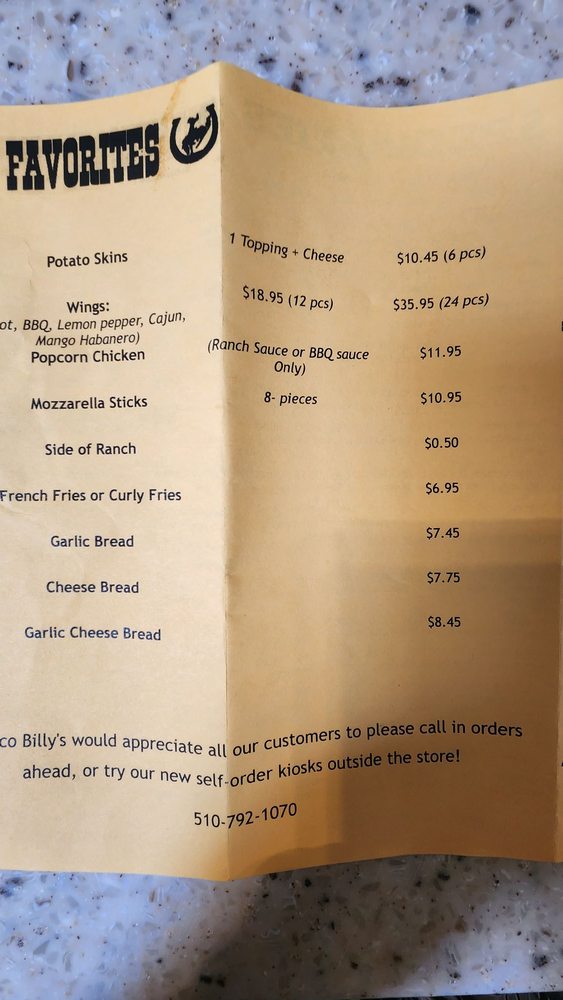 FAVORITES
Potato Skins 1 Topping + Cheese $10.45 (6 pcs)
Wings: $18.95 (12 pcs) $35.95 (24 pcs)
ot, BBQ, Lemon pepper, Cajun,
Mango Habanero)
Popcorn Chicken (Ranch Sauce or BBQ sauce $11.95
Only)
Mozzarella Sticks 8- pieces $10.95
Side of Ranch $0.50
French Fries or Curly Fries $6.95
Garlic Bread $7.45
Cheese Bread $7.75
Garlic Cheese Bread $8.45
co Billy's would appreciate all our customers to please call in orders
ahead, or try our new self-order kiosks outside the store!
510-792-1070